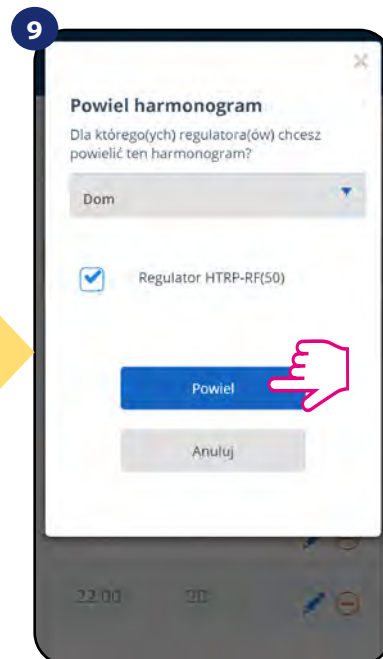 9
Powiel harmonogram
Dla którego(ych) regulatora(ów) chcesz
powielić ten harmonogram?
Dom
Regulator HTRP-RF(50)
Powiel
Anuluj
22:00 20